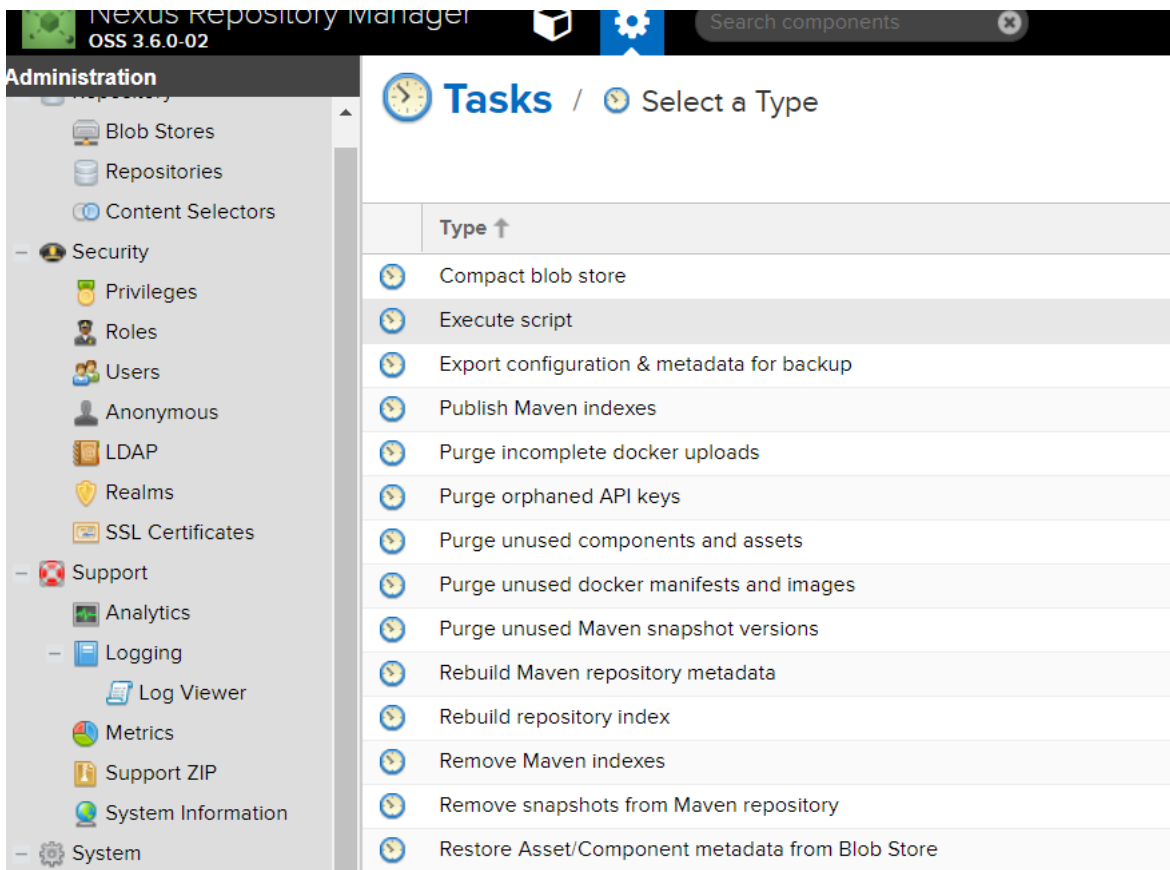 Nexus Repository Manager
OSS 3.6.0-02
Search components
Administration
Repository
Blob Stores
Repositories
Content Selectors
Security
Privileges
Roles
Users
Anonymous
LDAP
Realms
SSL Certificates
Support
Analytics
Logging
Log Viewer
Metrics
Support ZIP
System Information
System
Tasks / Select a Type
Type
Compact blob store
Execute script
Export configuration & metadata for backup
Publish Maven indexes
Purge incomplete docker uploads
Purge orphaned API keys
Purge unused components and assets
Purge unused docker manifests and images
Purge unused Maven snapshot versions
Rebuild Maven repository metadata
Rebuild repository index
Remove Maven indexes
Remove snapshots from Maven repository
Restore Asset/Component metadata from Blob Store